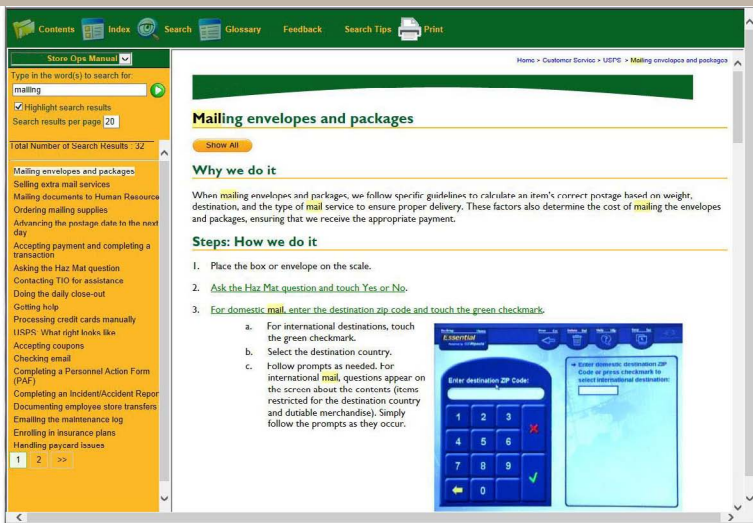 Contents Index Search Glossary Feedback Search Tips Print
Store Ops Manual
Type in the word(s) to search for:
mailing
Highlight search results
Search results per page 20
Total Number of Search Results : 32
Mailing envelopes and packages
Selling extra mail services
Mailing documents to Human Resource
Ordering mailing supplies
Advancing the postage date to the next
day
Accepting payment and completing a
transaction
Asking the Haz Mat question
Contacting TIO for assistance
Doing the daily close-out
Getting help
Processing credit cards manually
USPS: What right looks like
Accepting coupons
Checking email
Completing a Personnel Action Form
(PAF)
Completing an Incident/Accident Repor
Documenting employee store transfers
Emailing the maintenance log
Enrolling in insurance plans
Handling paycard issues
1 2 >>
Home > Customer Service > USPS > Mailing envelopes and packages
Mailing envelopes and packages
Show All
Why we do it
When mailing envelopes and packages, we follow specific guidelines to calculate an item's correct postage based on weight,
destination, and the type of mail service to ensure proper delivery. These factors also determine the cost of mailing the envelopes
and packages, ensuring that we receive the appropriate payment.
Steps: How we do it
1. Place the box or envelope on the scale.
2. Ask the Haz Mat question and touch Yes or No.
3. For domestic mail, enter the destination zip code and touch the green checkmark.
a. For international destinations, touch
the green checkmark.
b. Select the destination country.
c. Follow prompts as needed. For
international mail, questions appear on
the screen about the contents (items
restricted for the destination country
and dutiable merchandise). Simply
follow the prompts as they occur.
Essential
Enter destination ZIP Code:
1 2 3
4 5 6
7 8 9
0
Enter domestic destination ZIP
Code or press checkmark to
select international destination: